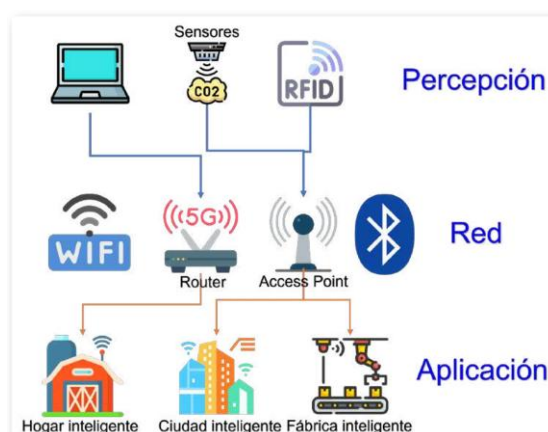 Sensores
CO2
RFID
Percepción
WIFI
((5G))
Red
Router
Access Point
Aplicación
Hogar inteligente
Ciudad inteligente
Fábrica inteligente